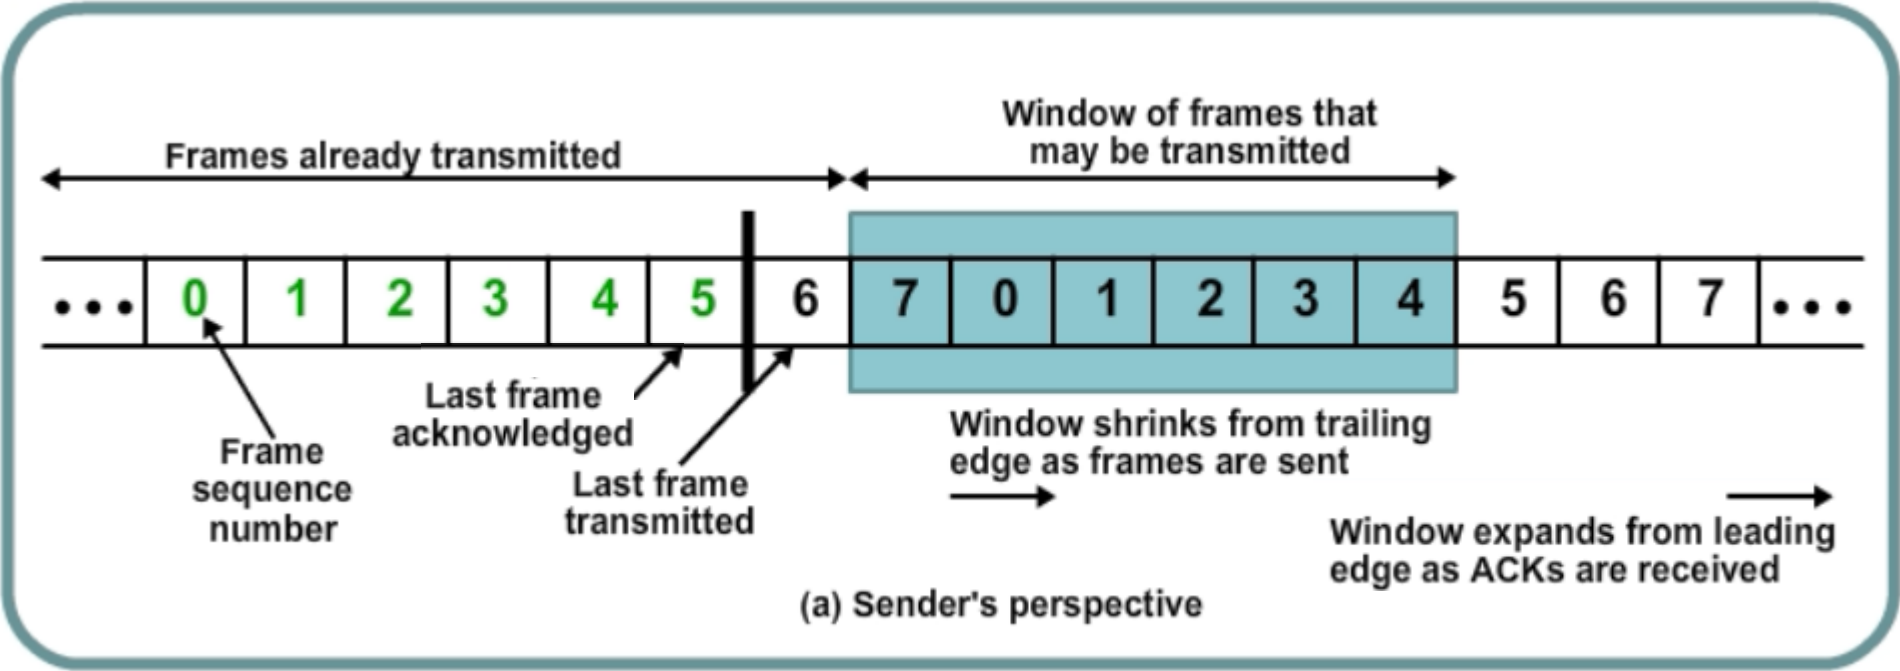 Window of frames that
may be transmitted
Frames already transmitted
... 0 1 2 3 4 5 6 7 0 1 2 3 4 5 6 7 ...
Last frame
acknowledged
Frame
sequence
number
Last frame
transmitted
Window shrinks from trailing
edge as frames are sent
Window expands from leading
edge as ACKs are received
(a) Sender's perspective